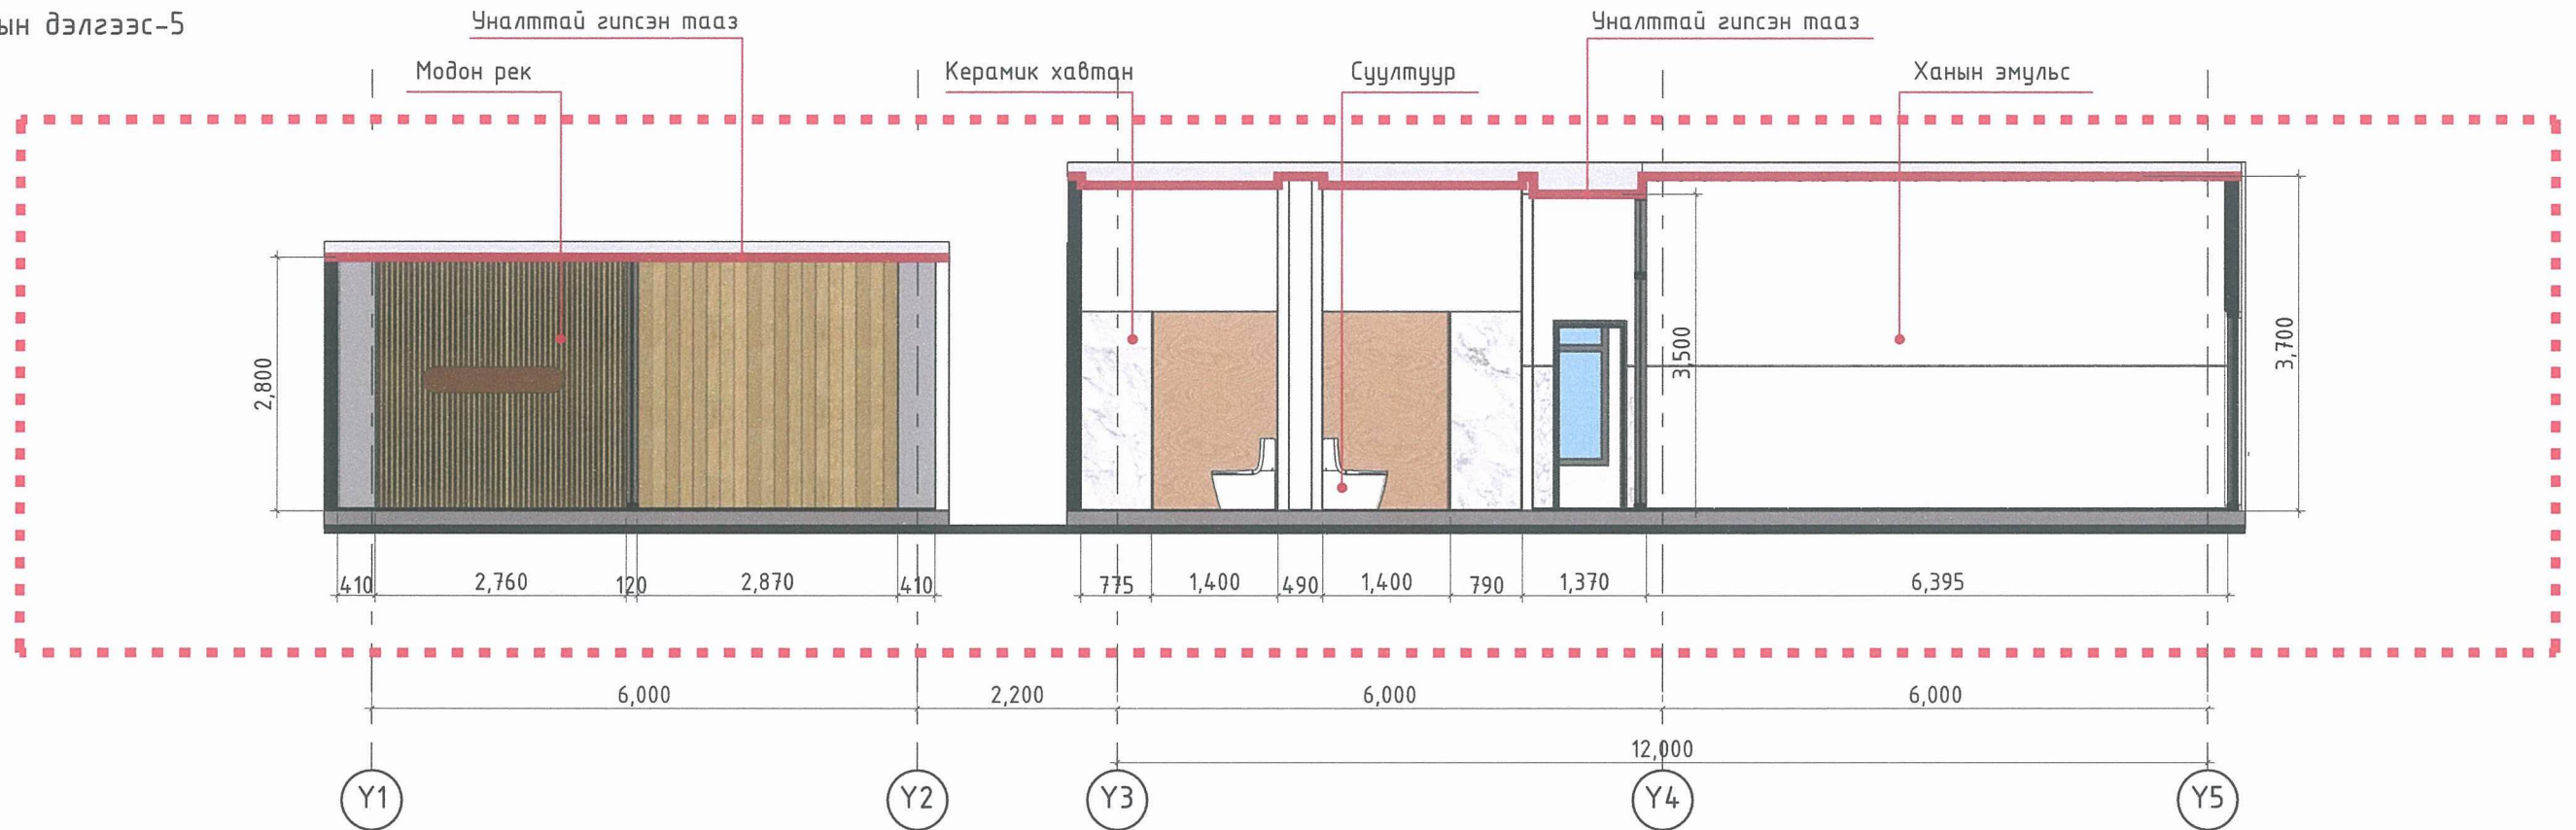 ын дэлгээс-5
Уналттай гипсэн тааз
Уналттай гипсэн тааз
Модон рек
Керамик хавтан
Суултуур
Ханын эмульс
2,800
3,500
3,700
410
2,760
120
2,870
410
775
1,400
490
1,400
790
1,370
6,395
6,000
2,200
6,000
6,000
12,000
Y1
Y2
Y3
Y4
Y5